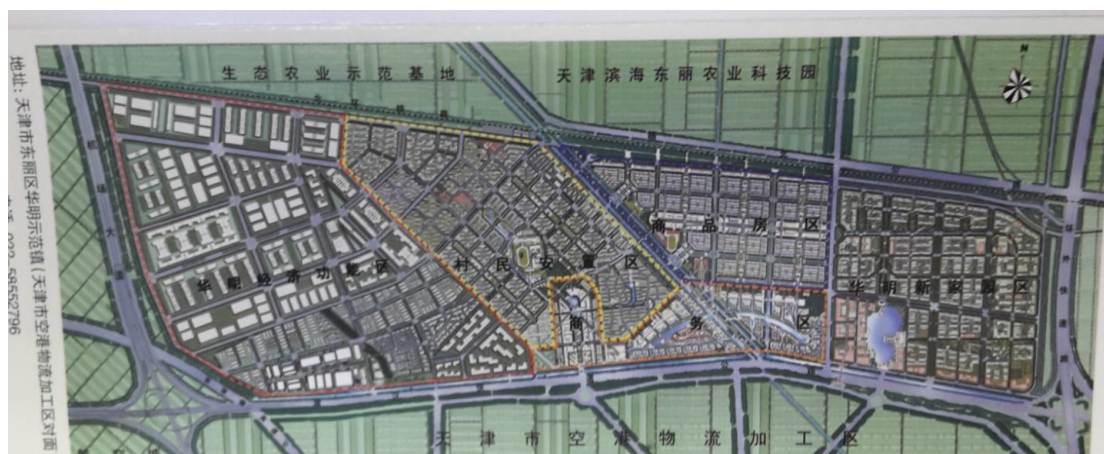 生态农业示范基地
天津滨海东丽农业科技园
N
商品房区
村民安置区
华明经济功能区
华明新家园区
商务区
天津市空港物流加工区
地址：天津市东丽区华明示范镇（天津市空港物流加工区对面